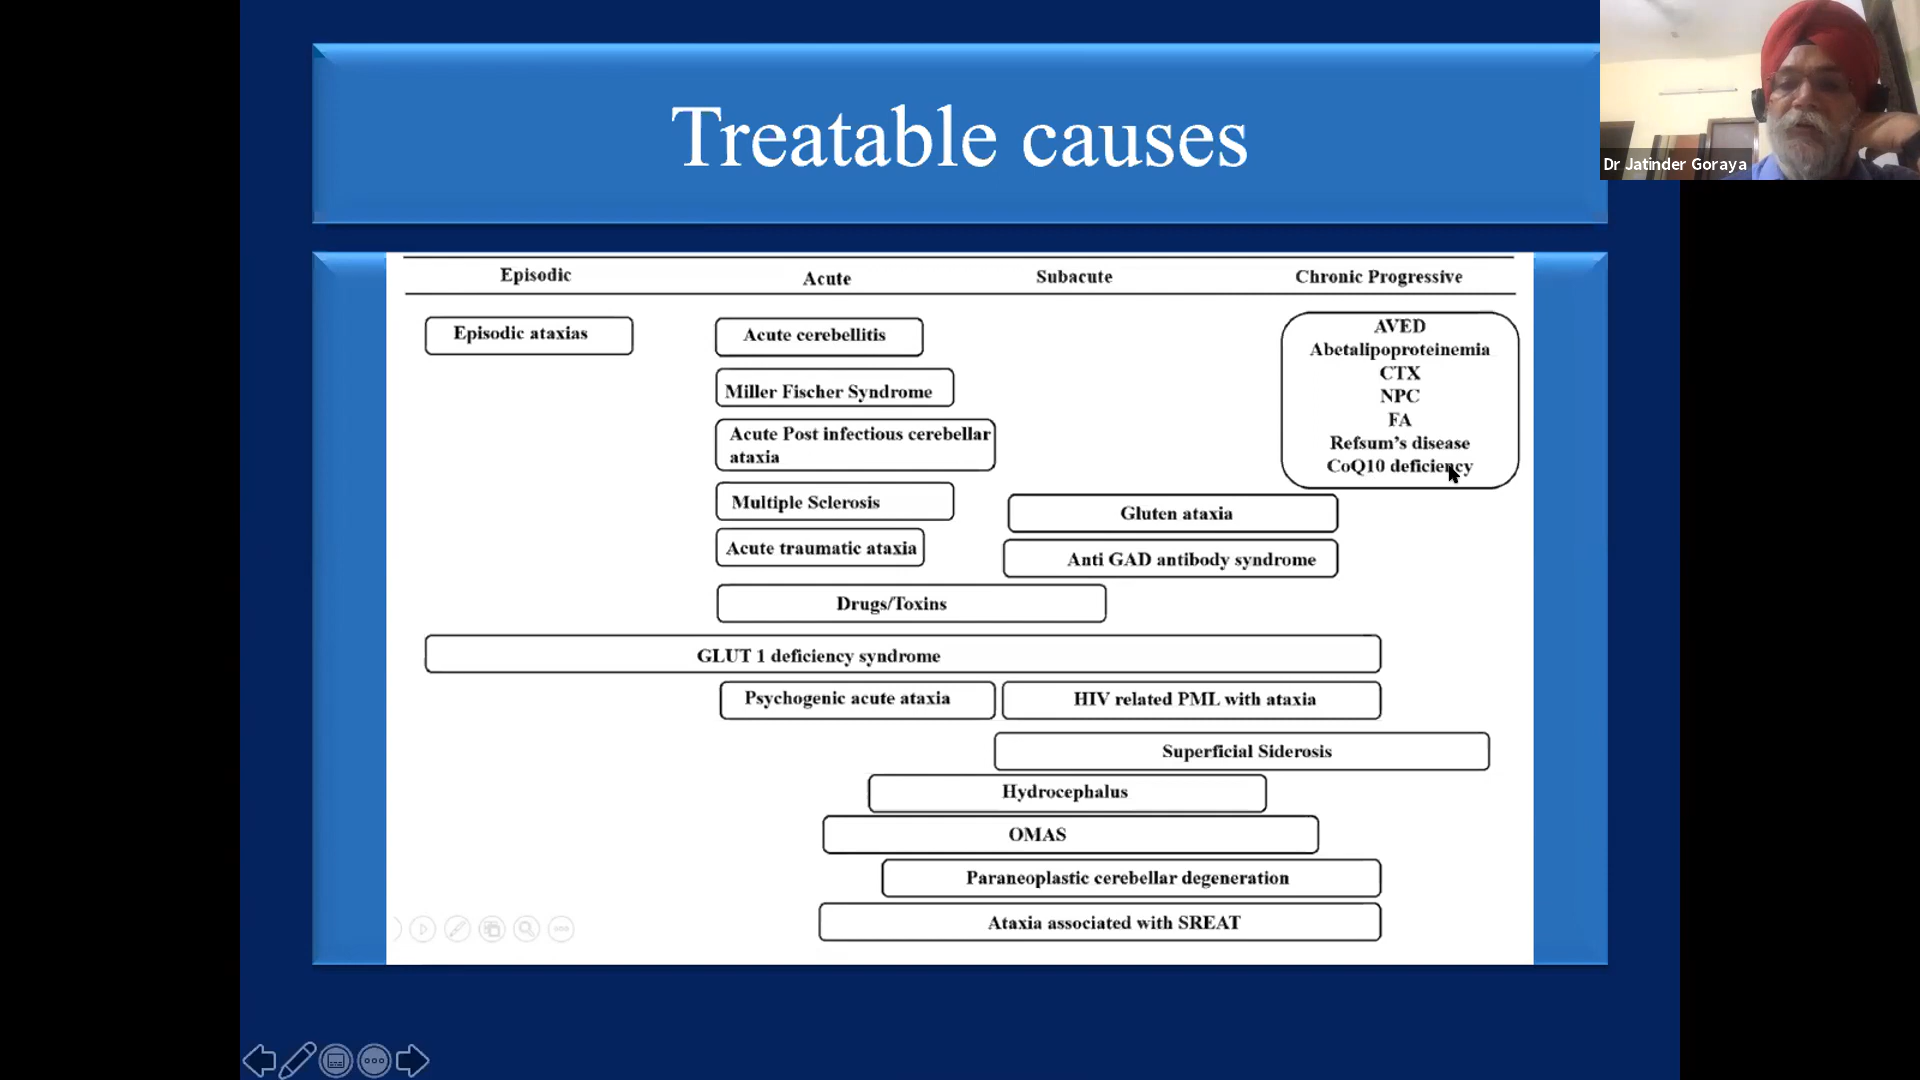 Treatable causes
Dr Jatinder Goraya
Episodic
Acute
Subacute
Chronic Progressive
Episodic ataxias
Acute cerebellitis
Miller Fischer Syndrome
Acute Post infectious cerebellar
ataxia
Multiple Sclerosis
Acute traumatic ataxia
AVED
Abetalipoproteinemia
CTX
NPC
FA
Refsum's disease
CoQ10 deficiency
Gluten ataxia
Anti GAD antibody syndrome
Drugs/Toxins
GLUT 1 deficiency syndrome
Psychogenic acute ataxia
HIV related PML with ataxia
Superficial Siderosis
Hydrocephalus
OMAS
Paraneoplastic cerebellar degeneration
Ataxia associated with SREAT